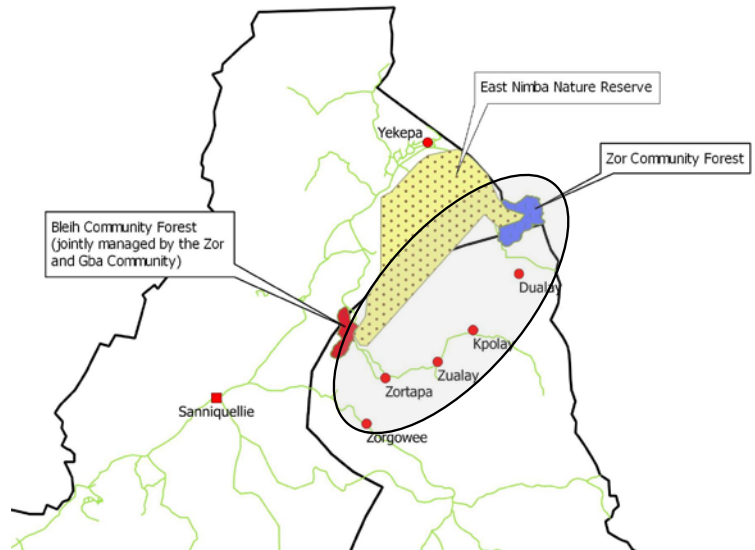 East Nimba Nature Reserve
Yekepa
Zor Community Forest
Bleih Community Forest
(jointly managed by the Zor
and Gba Community)
Dualay
Kpolay
Zualay
Zortapa
Sanniquellie
Zorgowee